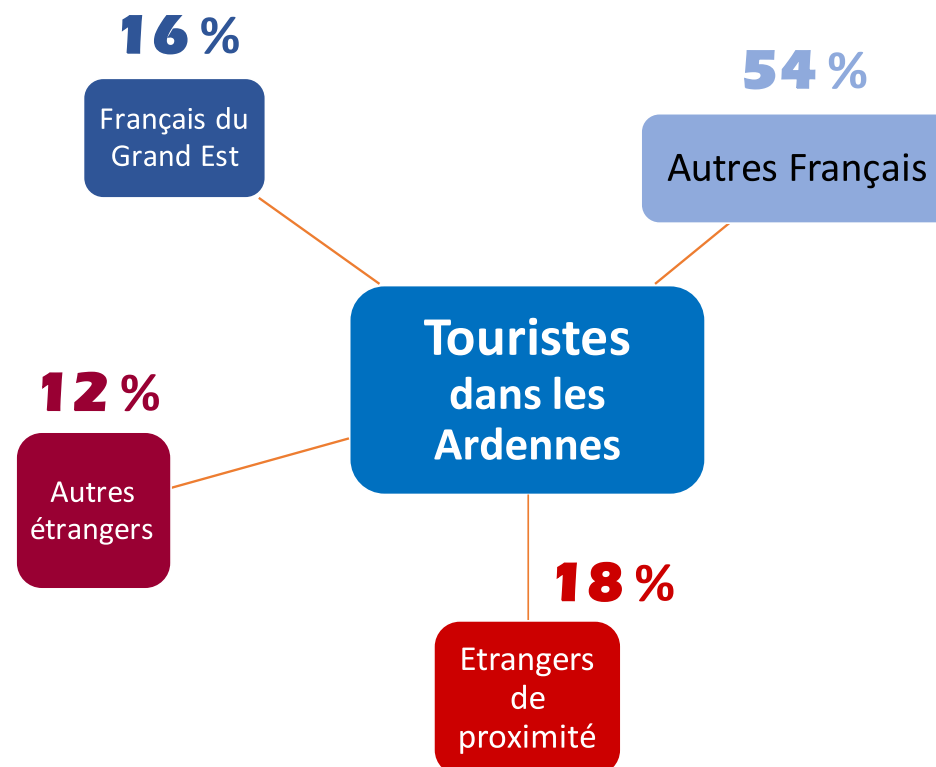 16 %
Français du
Grand Est
54 %
Autres Français
Touristes
dans les
Ardennes
12 %
Autres
étrangers
18 %
Etrangers
de
proximité